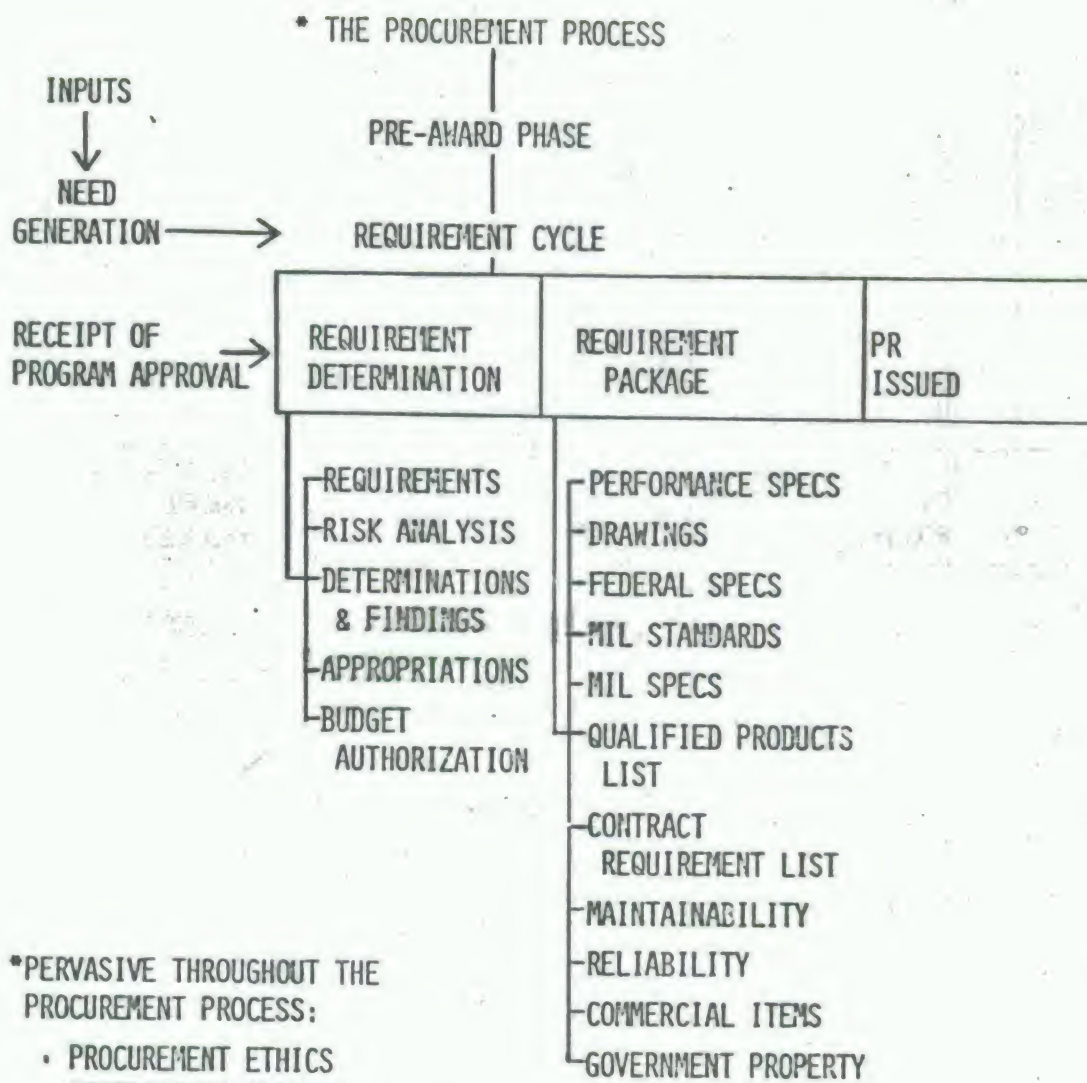 * THE PROCUREMENT PROCESS
INPUTS
PRE-AWARD PHASE
NEED
GENERATION
REQUIREMENT CYCLE
RECEIPT OF
PROGRAM APPROVAL
REQUIREMENT
DETERMINATION
REQUIREMENT
PACKAGE
PR
ISSUED
REQUIREMENTS
RISK ANALYSIS
DETERMINATIONS
& FINDINGS
APPROPRIATIONS
BUDGET
AUTHORIZATION
PERFORMANCE SPECS
DRAWINGS
FEDERAL SPECS
MIL STANDARDS
MIL SPECS
QUALIFIED PRODUCTS
LIST
CONTRACT
REQUIREMENT LIST
MAINTAINABILITY
RELIABILITY
COMMERCIAL ITEMS
GOVERNMENT PROPERTY
*PERVASIVE THROUGHOUT THE
PROCUREMENT PROCESS:
• PROCUREMENT ETHICS